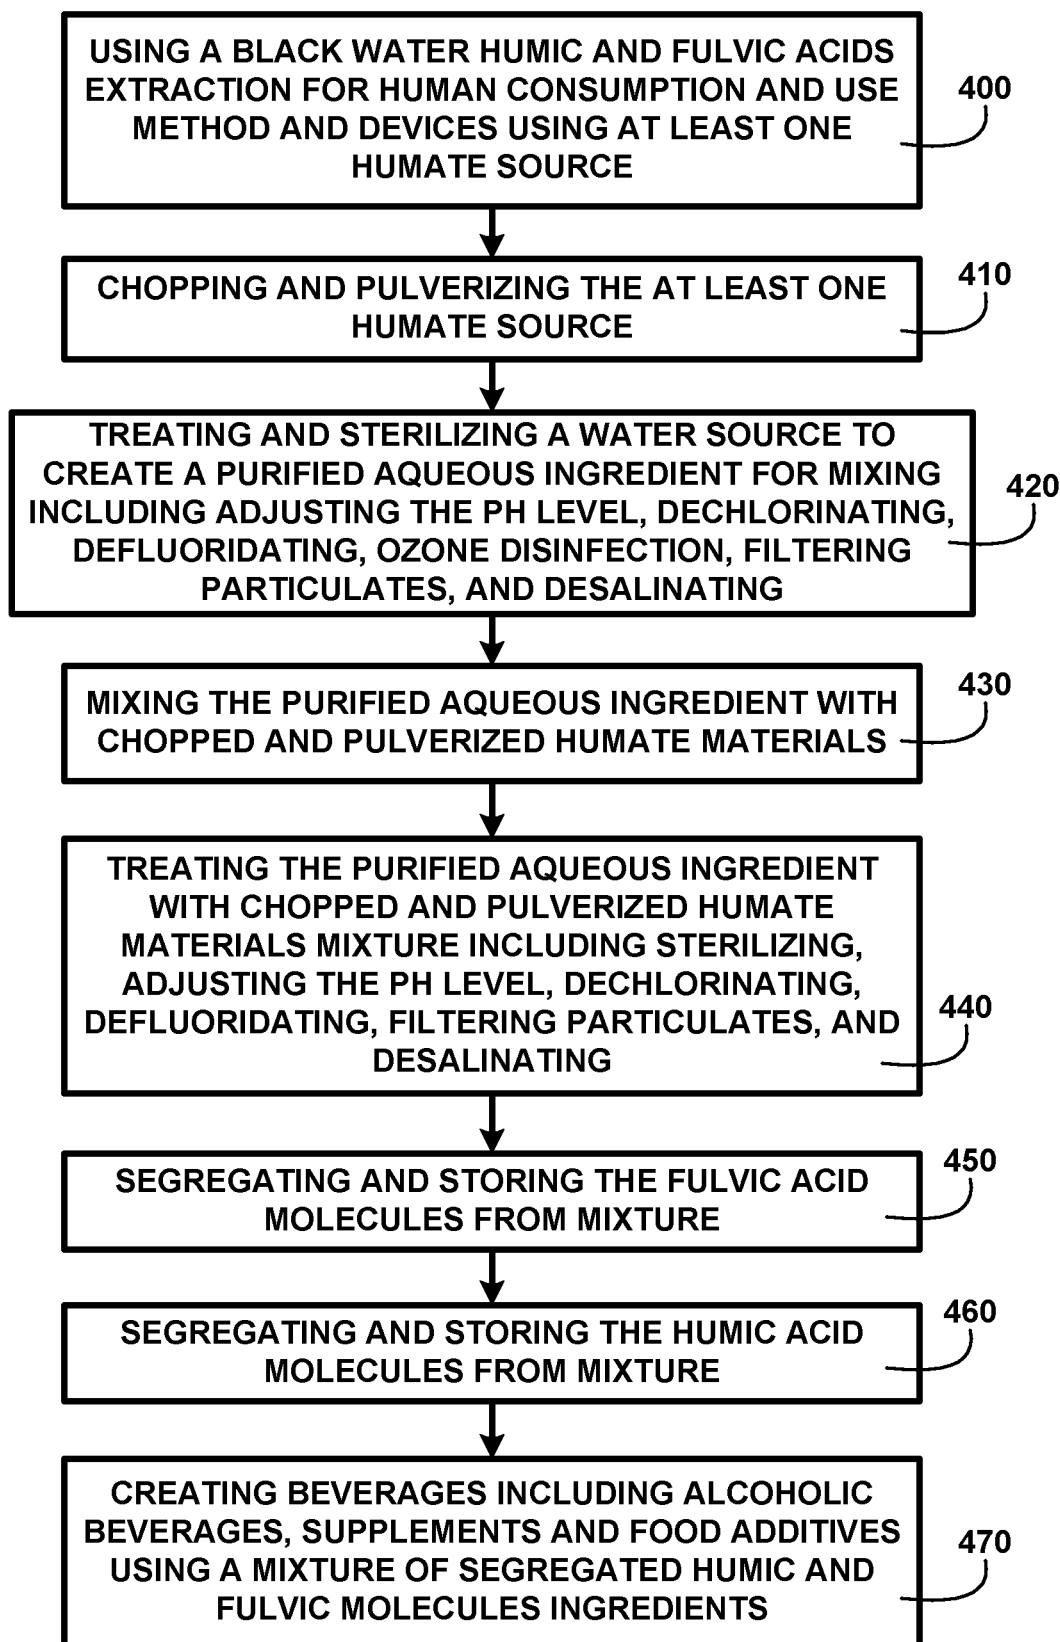 USING A BLACK WATER HUMIC AND FULVIC ACIDS
EXTRACTION FOR HUMAN CONSUMPTION AND USE
METHOD AND DEVICES USING AT LEAST ONE
HUMATE SOURCE
400
CHOPPING AND PULVERIZING THE AT LEAST ONE
HUMATE SOURCE
410
TREATING AND STERILIZING A WATER SOURCE TO
CREATE A PURIFIED AQUEOUS INGREDIENT FOR MIXING
INCLUDING ADJUSTING THE PH LEVEL, DECHLORINATING,
DEFLUORIDATING, OZONE DISINFECTION, FILTERING
PARTICULATES, AND DESALINATING
420
MIXING THE PURIFIED AQUEOUS INGREDIENT WITH
CHOPPED AND PULVERIZED HUMATE MATERIALS
430
TREATING THE PURIFIED AQUEOUS INGREDIENT
WITH CHOPPED AND PULVERIZED HUMATE
MATERIALS MIXTURE INCLUDING STERILIZING,
ADJUSTING THE PH LEVEL, DECHLORINATING,
DEFLUORIDATING, FILTERING PARTICULATES, AND
DESALINATING
440
SEGREGATING AND STORING THE FULVIC ACID
MOLECULES FROM MIXTURE
450
SEGREGATING AND STORING THE HUMIC ACID
MOLECULES FROM MIXTURE
460
CREATING BEVERAGES INCLUDING ALCOHOLIC
BEVERAGES, SUPPLEMENTS AND FOOD ADDITIVES
USING A MIXTURE OF SEGREGATED HUMIC AND
FULVIC MOLECULES INGREDIENTS
470